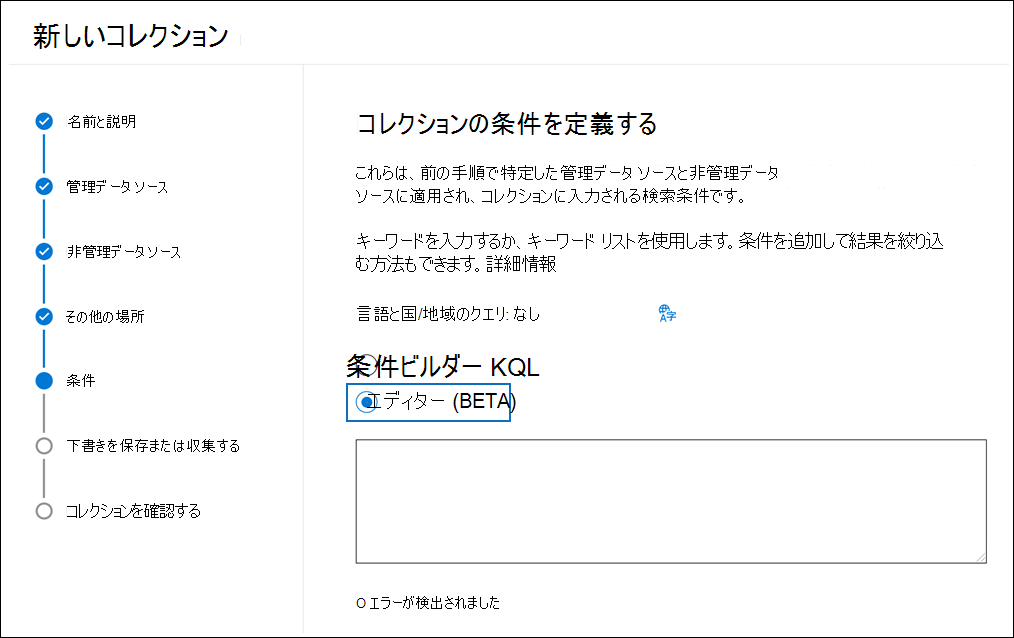 新しいコレクション
名前と説明
管理データ ソース
非管理データソース
その他の場所
条件
下書きを保存または収集する
コレクションを確認する
コレクションの条件を定義する
これらは、前の手順で特定した管理データ ソースと非管理データ
ソースに適用され、コレクションに入力される検索条件です。
キーワードを入力するか、キーワード リストを使用します。条件を追加して結果を絞り込
む方法もできます。詳細情報
言語と国/地域のクエリ: なし
A字
条件ビルダー KQL
エディター (BETA)
0 エラーが検出されました